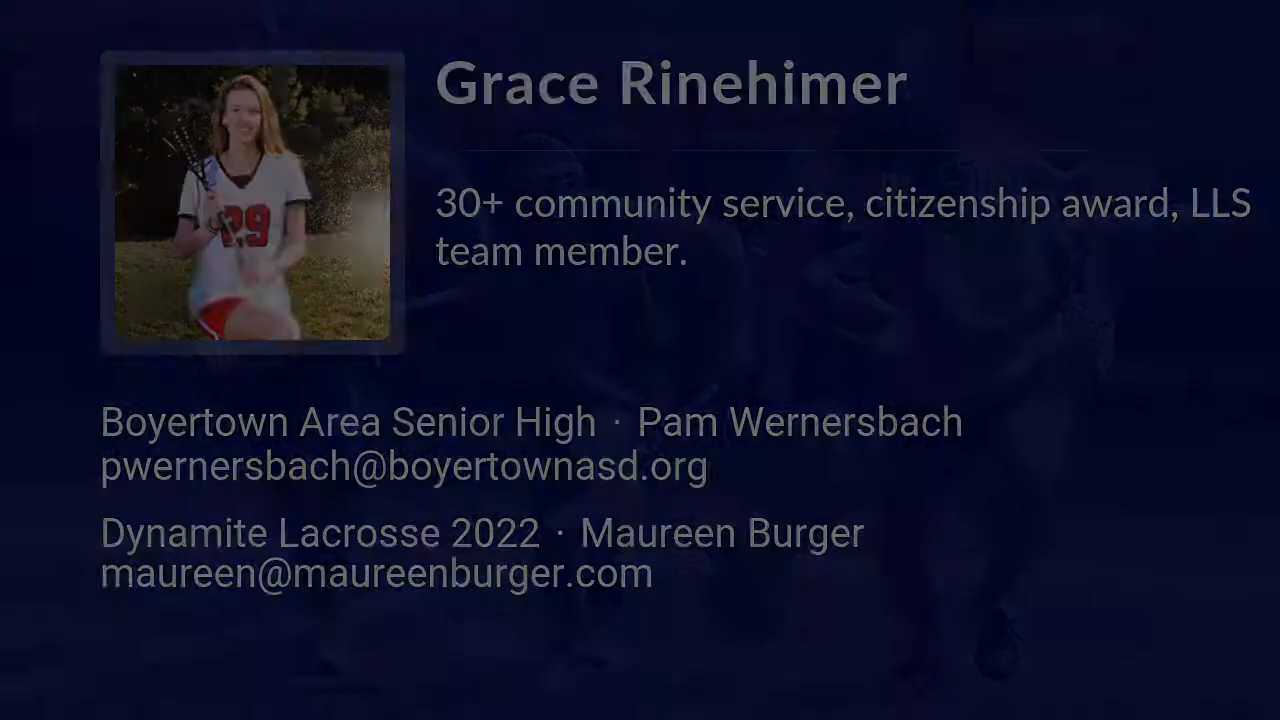 Grace Rinehimer
30+ community service, citizenship award, LLS
team member.
Boyertown Area Senior High · Pam Wernersbach
pwernersbach@boyertownasd.org
Dynamite Lacrosse 2022 · Maureen Burger
maureen@maureenburger.com